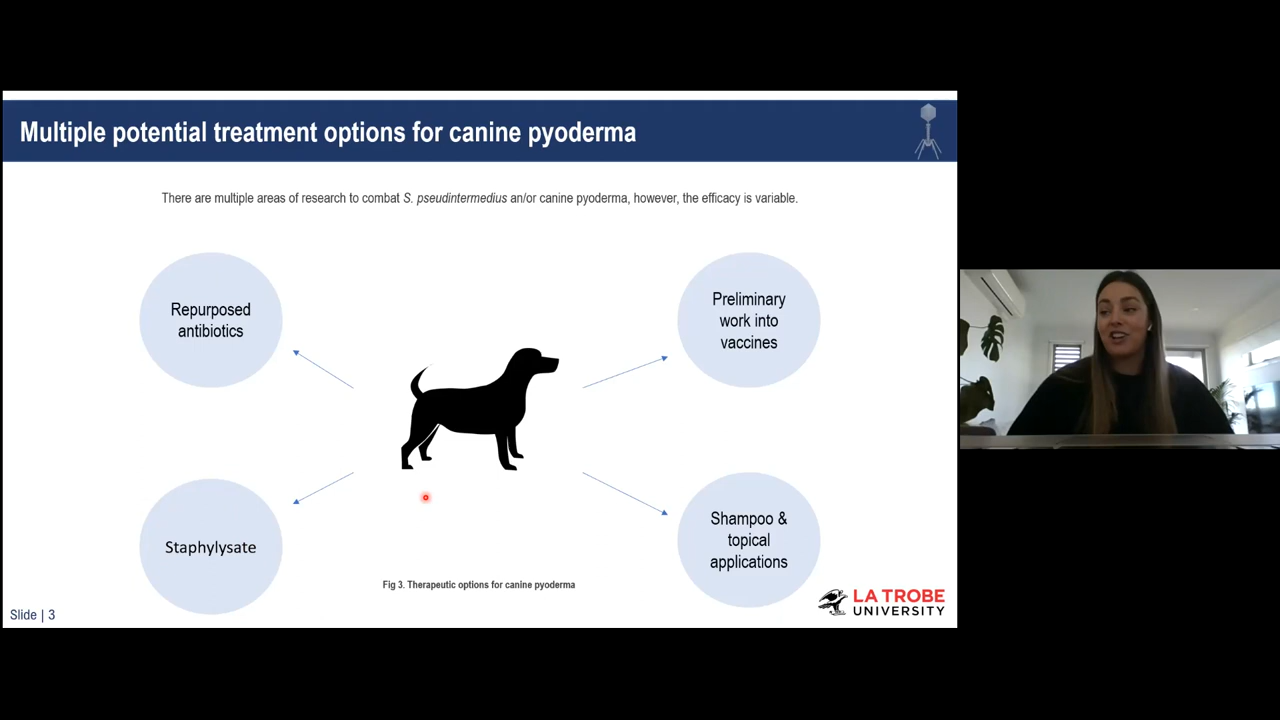 Multiple potential treatment options for canine pyoderma
There are multiple areas of research to combat S. pseudintermedius an/or canine pyoderma, however, the efficacy is variable.
Repurposed
antibiotics
Preliminary
work into
vaccines
Staphylysate
Shampoo &
topical
applications
Fig 3. Therapeutic options for canine pyoderma
LA TROBE
UNIVERSITY
Slide | 3